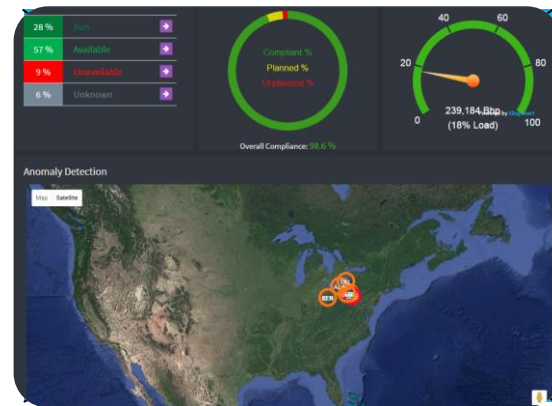 28 % Run
57 % Available
9 % Unavailable
6 % Unknown
Compliant %
Planned %
Unplanned %
Overall Compliance: 98.6 %
0
20
40
60
80
100
239,184 Bhp
(18% Load)
Anomaly Detection
Map Satellite